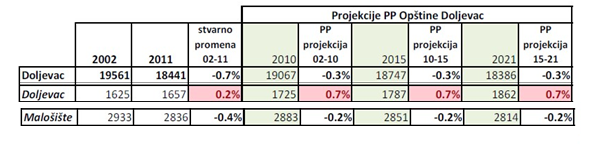 Projekcije PP Opštine Doljevac
2002 2011 stvarno promena 02-11 2010 PP projekcija 02-10 2015 PP projekcija 10-15 2021 PP projekcija 15-21
Doljevac 19561 18441 -0.7% 19067 -0.3% 18747 -0.3% 18386 -0.3%
Doljevac 1625 1657 0.2% 1725 0.7% 1787 0.7% 1862 0.7%
Malošište 2933 2836 -0.4% 2883 -0.2% 2851 -0.2% 2814 -0.2%